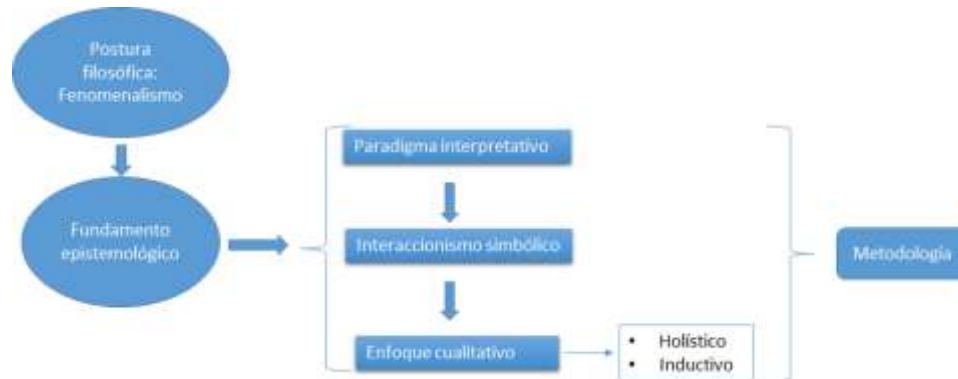 Postura
filosófica:
Fenomenalismo
Fundamento
epistemológico
Paradigma interpretativo
Interaccionismo simbólico
Enfoque cualitativo
• Holístico
• Inductivo
Metodología